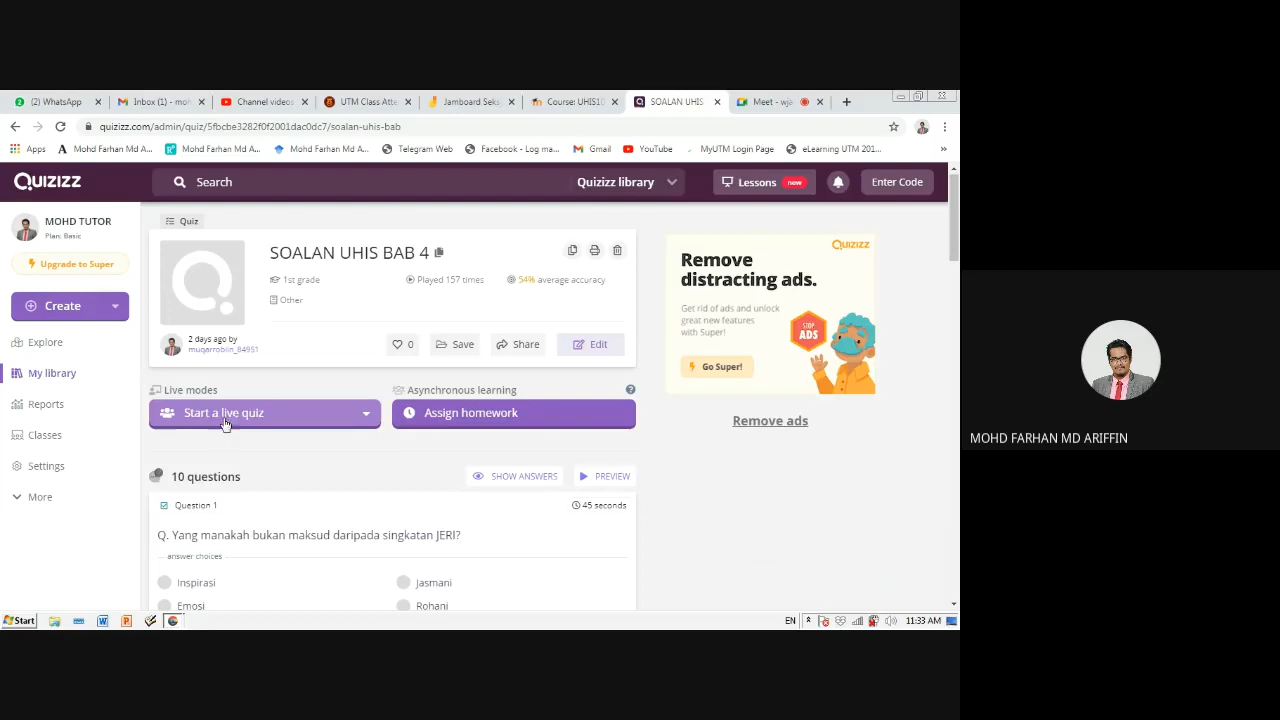 (2) WhatsApp
Inbox (1) - moh
Channel videos
UTM Class Atte
Jamboard Seks
Course: UHIS10
SOALAN UHIS
Meet - wja
quizizz.com/admin/quiz/5fbcbe3282f0f2001dac0dc7/soalan-uhis-bab
Apps
Mohd Farhan Md A...
Mohd Farhan Md A...
Mohd Farhan Md A...
Telegram Web
Facebook - Log ma...
Gmail
YouTube
MyUTM Login Page
eLearning UTM 201...
QUIZIZZ
Search
Quizizz library
Lessons new
Enter Code
MOHD TUTOR
Plan: Basic
Upgrade to Super
Create
Explore
My library
Reports
Classes
Settings
More
Quiz
SOALAN UHIS BAB 4
1st grade
Played 157 times
54% average accuracy
Other
2 days ago by
muqarrobiin_84951
0
Save
Share
Edit
Live modes
Asynchronous learning
Start a live quiz
Assign homework
10 questions
SHOW ANSWERS
PREVIEW
Question 1
45 seconds
Q. Yang manakah bukan maksud daripada singkatan JERI?
answer choices
Inspirasi
Jasmani
Emosi
Rohani
QUIZIZZ
Remove
distracting ads.
Get rid of ads and unlock
great new features
with Super!
STOP
ADS
Go Super!
Remove ads
MOHD FARHAN MD ARIFFIN
Start
EN
11:33 AM